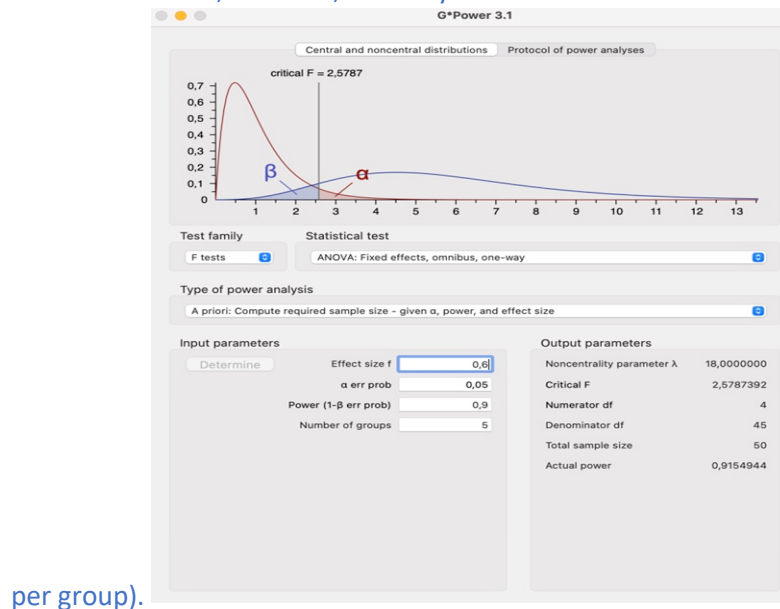 G*Power 3.1
Central and noncentral distributions Protocol of power analyses
critical F = 2,5787
0,7
0,6
0,5
0,4
0,3
0,2
0,1
0
β α
1 2 3 4 5 6 7 8 9 10 11 12 13
Test family Statistical test
F tests ANOVA: Fixed effects, omnibus, one-way
Type of power analysis
A priori: Compute required sample size - given α, power, and effect size
Input parameters Output parameters
Determine Effect size f 0,6 Noncentrality parameter λ 18,0000000
α err prob 0,05 Critical F 2,5787392
Power (1-β err prob) 0,9 Numerator df 4
Number of groups 5 Denominator df 45
Total sample size 50
Actual power 0,9154944
per group).